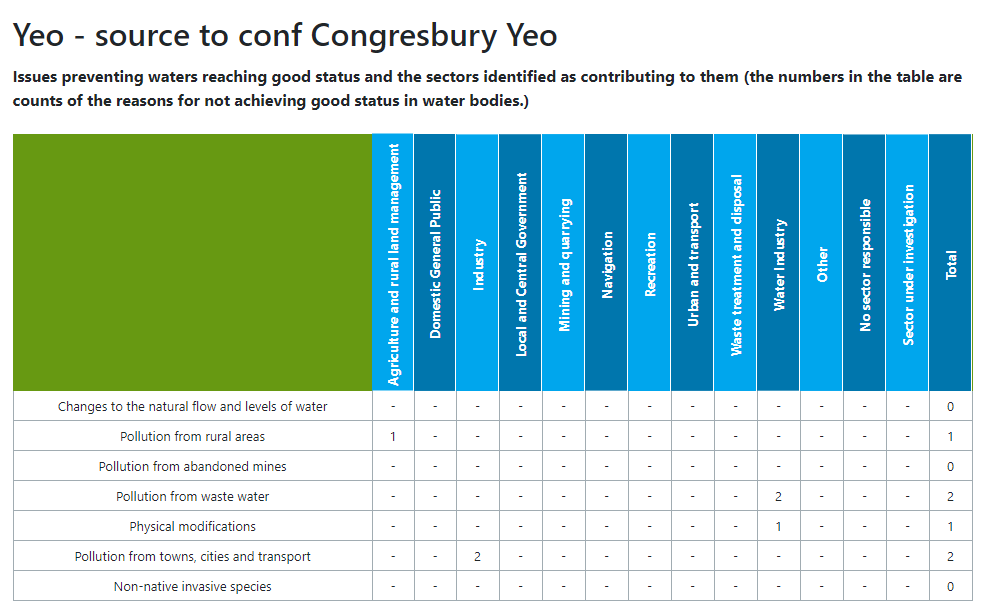 Yeo - source to conf Congresbury Yeo
Issues preventing waters reaching good status and the sectors identified as contributing to them (the numbers in the table are
counts of the reasons for not achieving good status in water bodies.)
Agriculture and rural land management
Domestic General Public
Industry
Local and Central Government
Mining and quarrying
Navigation
Recreation
Urban and transport
Waste treatment and disposal
Water Industry
Other
No sector responsible
Sector under investigation
Total
Changes to the natural flow and levels of water - - - - - - - - - - - - - 0
Pollution from rural areas 1 - - - - - - - - - - - - 1
Pollution from abandoned mines - - - - - - - - - - - - - 0
Pollution from waste water - - - - - - - - - 2 - - - 2
Physical modifications - - - - - - - - - 1 - - - 1
Pollution from towns, cities and transport - - 2 - - - - - - - - - - 2
Non-native invasive species - - - - - - - - - - - - - 0